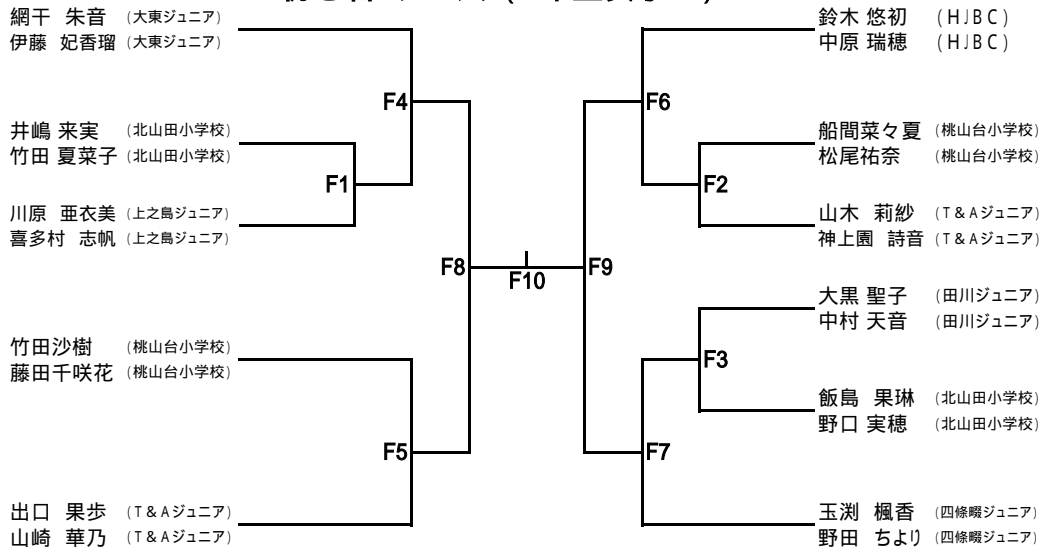 網干 朱音 (大東ジュニア)
伊藤 妃香瑠 (大東ジュニア)
井嶋 来実 (北山田小学校)
竹田 夏菜子 (北山田小学校)
川原 亜衣美 (上之島ジュニア)
喜多村 志帆 (上之島ジュニア)
竹田沙樹 (桃山台小学校)
藤田千咲花 (桃山台小学校)
出口 果歩 (T&Aジュニア)
山崎 華乃 (T&Aジュニア)
F4
F1
F8
F5
F10
F9
F6
F2
F3
F7
鈴木 悠初 (HJBC)
中原 瑞穂 (HJBC)
船間菜々夏 (桃山台小学校)
松尾祐奈 (桃山台小学校)
山木 莉紗 (T&Aジュニア)
神上園 詩音 (T&Aジュニア)
大黒 聖子 (田川ジュニア)
中村 天音 (田川ジュニア)
飯島 果琳 (北山田小学校)
野口 実穂 (北山田小学校)
玉渕 楓香 (四條畷ジュニア)
野田 ちより (四條畷ジュニア)